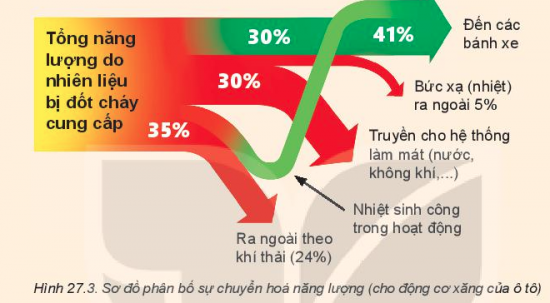 Tổng năng
lượng do
nhiên liệu
bị đốt cháy
cung cấp
30%
41%
Đến các
bánh xe
30%
Bức xạ (nhiệt)
ra ngoài 5%
35%
Truyền cho hệ thống
làm mát (nước,
không khí,...)
Nhiệt sinh công
trong hoạt động
Ra ngoài theo
khí thải (24%)
Hình 27.3. Sơ đồ phân bố sự chuyển hoá năng lượng (cho động cơ xăng của ô tô)